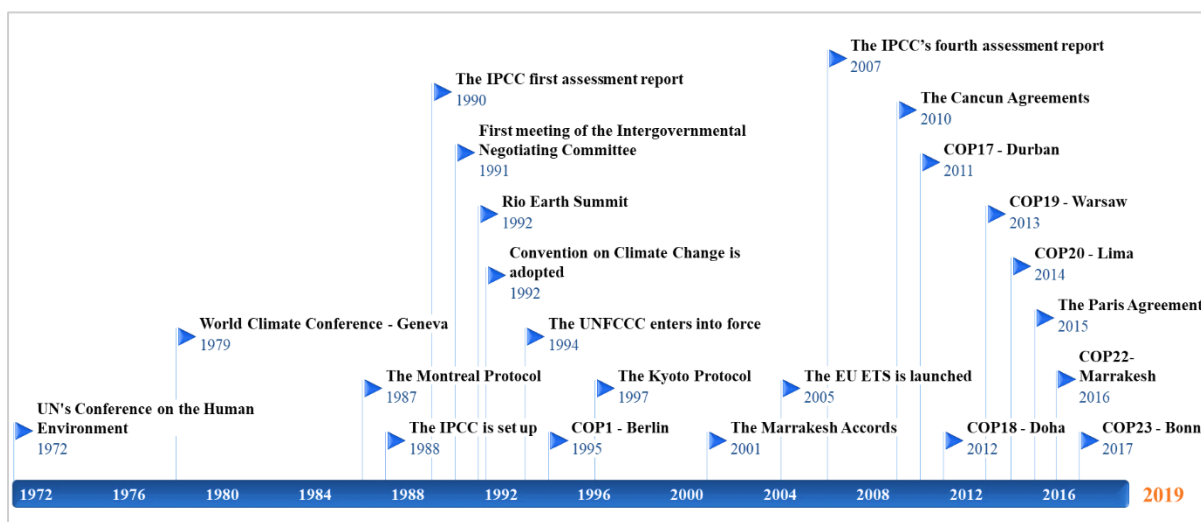 The IPCC's fourth assessment report
2007
The IPCC first assessment report
1990
The Cancun Agreements
2010
First meeting of the Intergovernmental
Negotiating Committee
1991
COP17 - Durban
2011
Rio Earth Summit
1992
COP19 - Warsaw
2013
Convention on Climate Change is
adopted
1992
COP20 - Lima
2014
World Climate Conference - Geneva
1979
The UNFCCC enters into force
1994
The Paris Agreement
2015
The Montreal Protocol
1987
The Kyoto Protocol
1997
The EU ETS is launched
2005
COP22-
Marrakesh
2016
UN's Conference on the Human
Environment
1972
The IPCC is set up
1988
COP1 - Berlin
1995
The Marrakesh Accords
2001
COP18 - Doha
2012
COP23 - Bonn
2017
1972 1976 1980 1984 1988 1992 1996 2000 2004 2008 2012 2016 2019